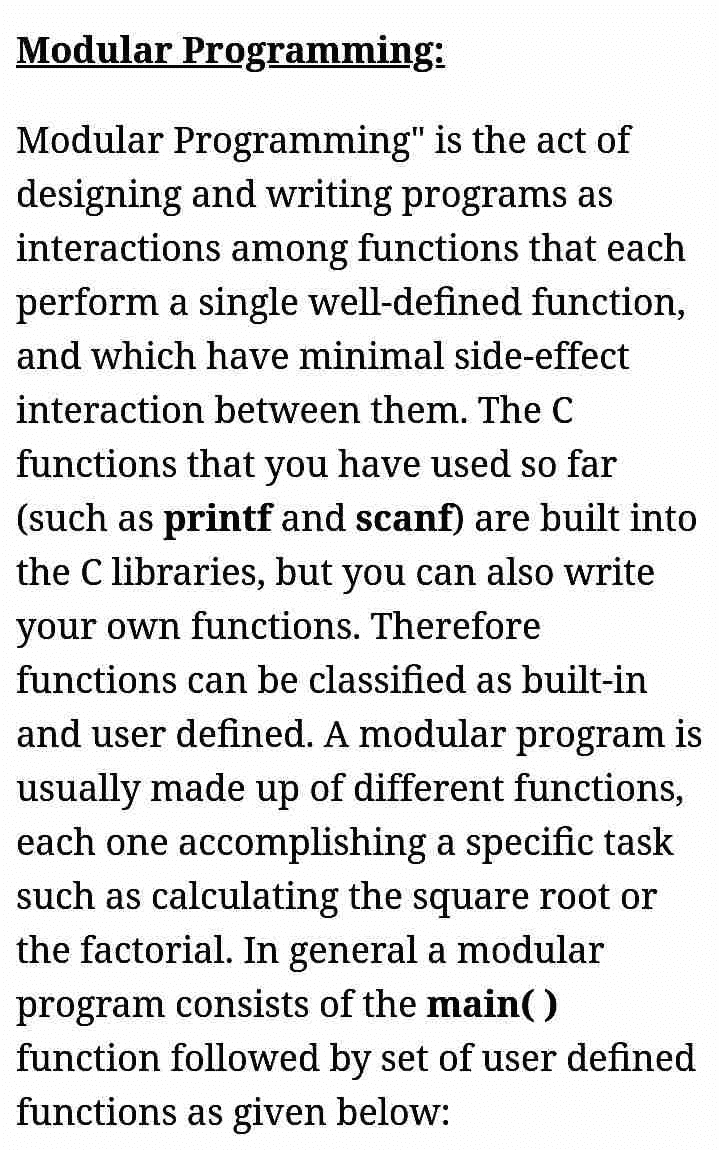 Modular Programming:
Modular Programming" is the act of
designing and writing programs as
interactions among functions that each
perform a single well-defined function,
and which have minimal side-effect
interaction between them. The C
functions that you have used so far
(such as printf and scanf) are built into
the C libraries, but you can also write
your own functions. Therefore
functions can be classified as built-in
and user defined. A modular program is
usually made up of different functions,
each one accomplishing a specific task
such as calculating the square root or
the factorial. In general a modular
program consists of the main( )
function followed by set of user defined
functions as given below: